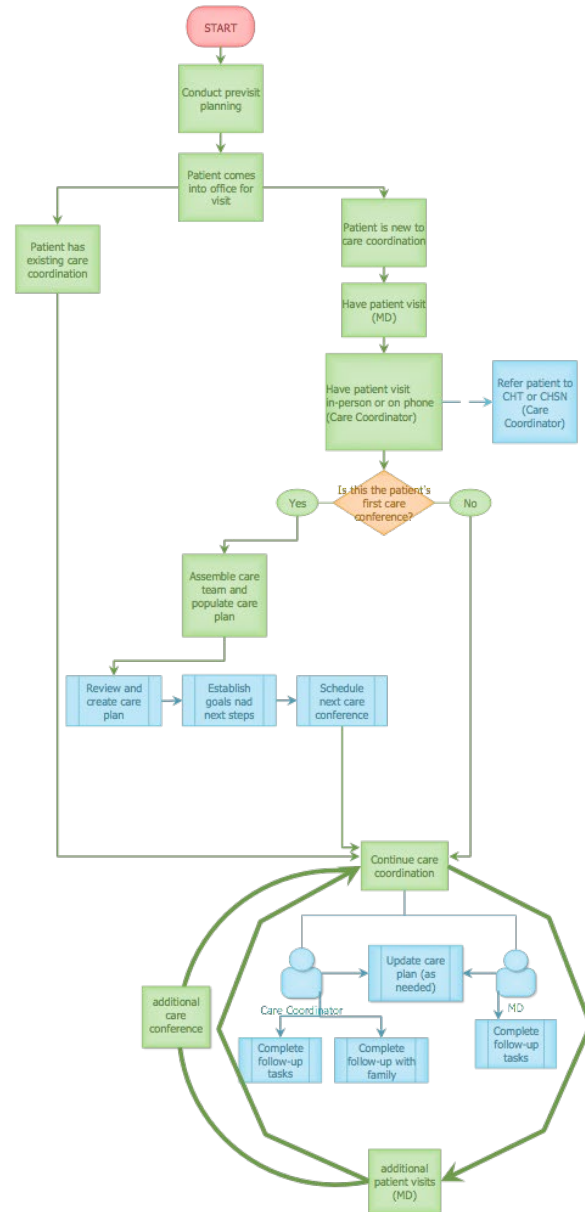 START
Conduct previsit
planning
Patient comes
into office for
visit
Patient has
existing care
coordination
Patient is new to
care coordination
Have patient visit
(MD)
Have patient visit
in-person or on phone
(Care Coordinator)
Refer patient to
CHT or CHSN
(Care
Coordinator)
Is this the patient's
first care
conference?
Yes
No
Assemble care
team and
populate care
plan
Review and
create care
plan
Establish
goals nad
next steps
Schedule
next care
conference
Continue care
coordination
Update care
plan (as
needed)
Care Coordinator
MD
additional
care
conference
Complete
follow-up
tasks
Complete
follow-up with
family
Complete
follow-up
tasks
additional
patient visits
(MD)